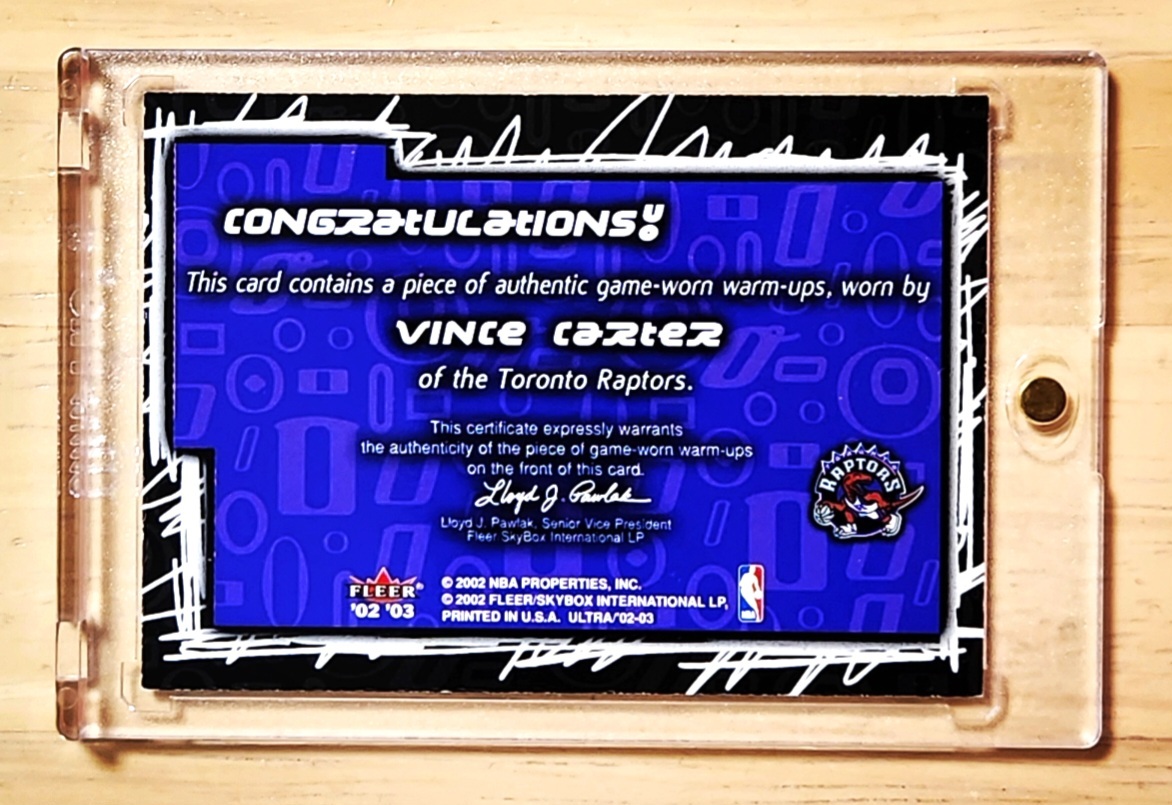 CONGRATULATIONS!
This card contains a piece of authentic game-worn warm-ups, worn by
VINCE CARTER
of the Toronto Raptors.
This certificate expressly warrants
the authenticity of the piece of game-worn warm-ups
on the front of this card.
Lloyd J. Pawlak
Lloyd J. Pawlak, Senior Vice President
Fleer SkyBox International LP
RAPTORS
FLEER®
'02 '03
© 2002 NBA PROPERTIES, INC.
© 2002 FLEER/SKYBOX INTERNATIONAL LP,
PRINTED IN U.S.A. ULTRA/'02-03
NBA